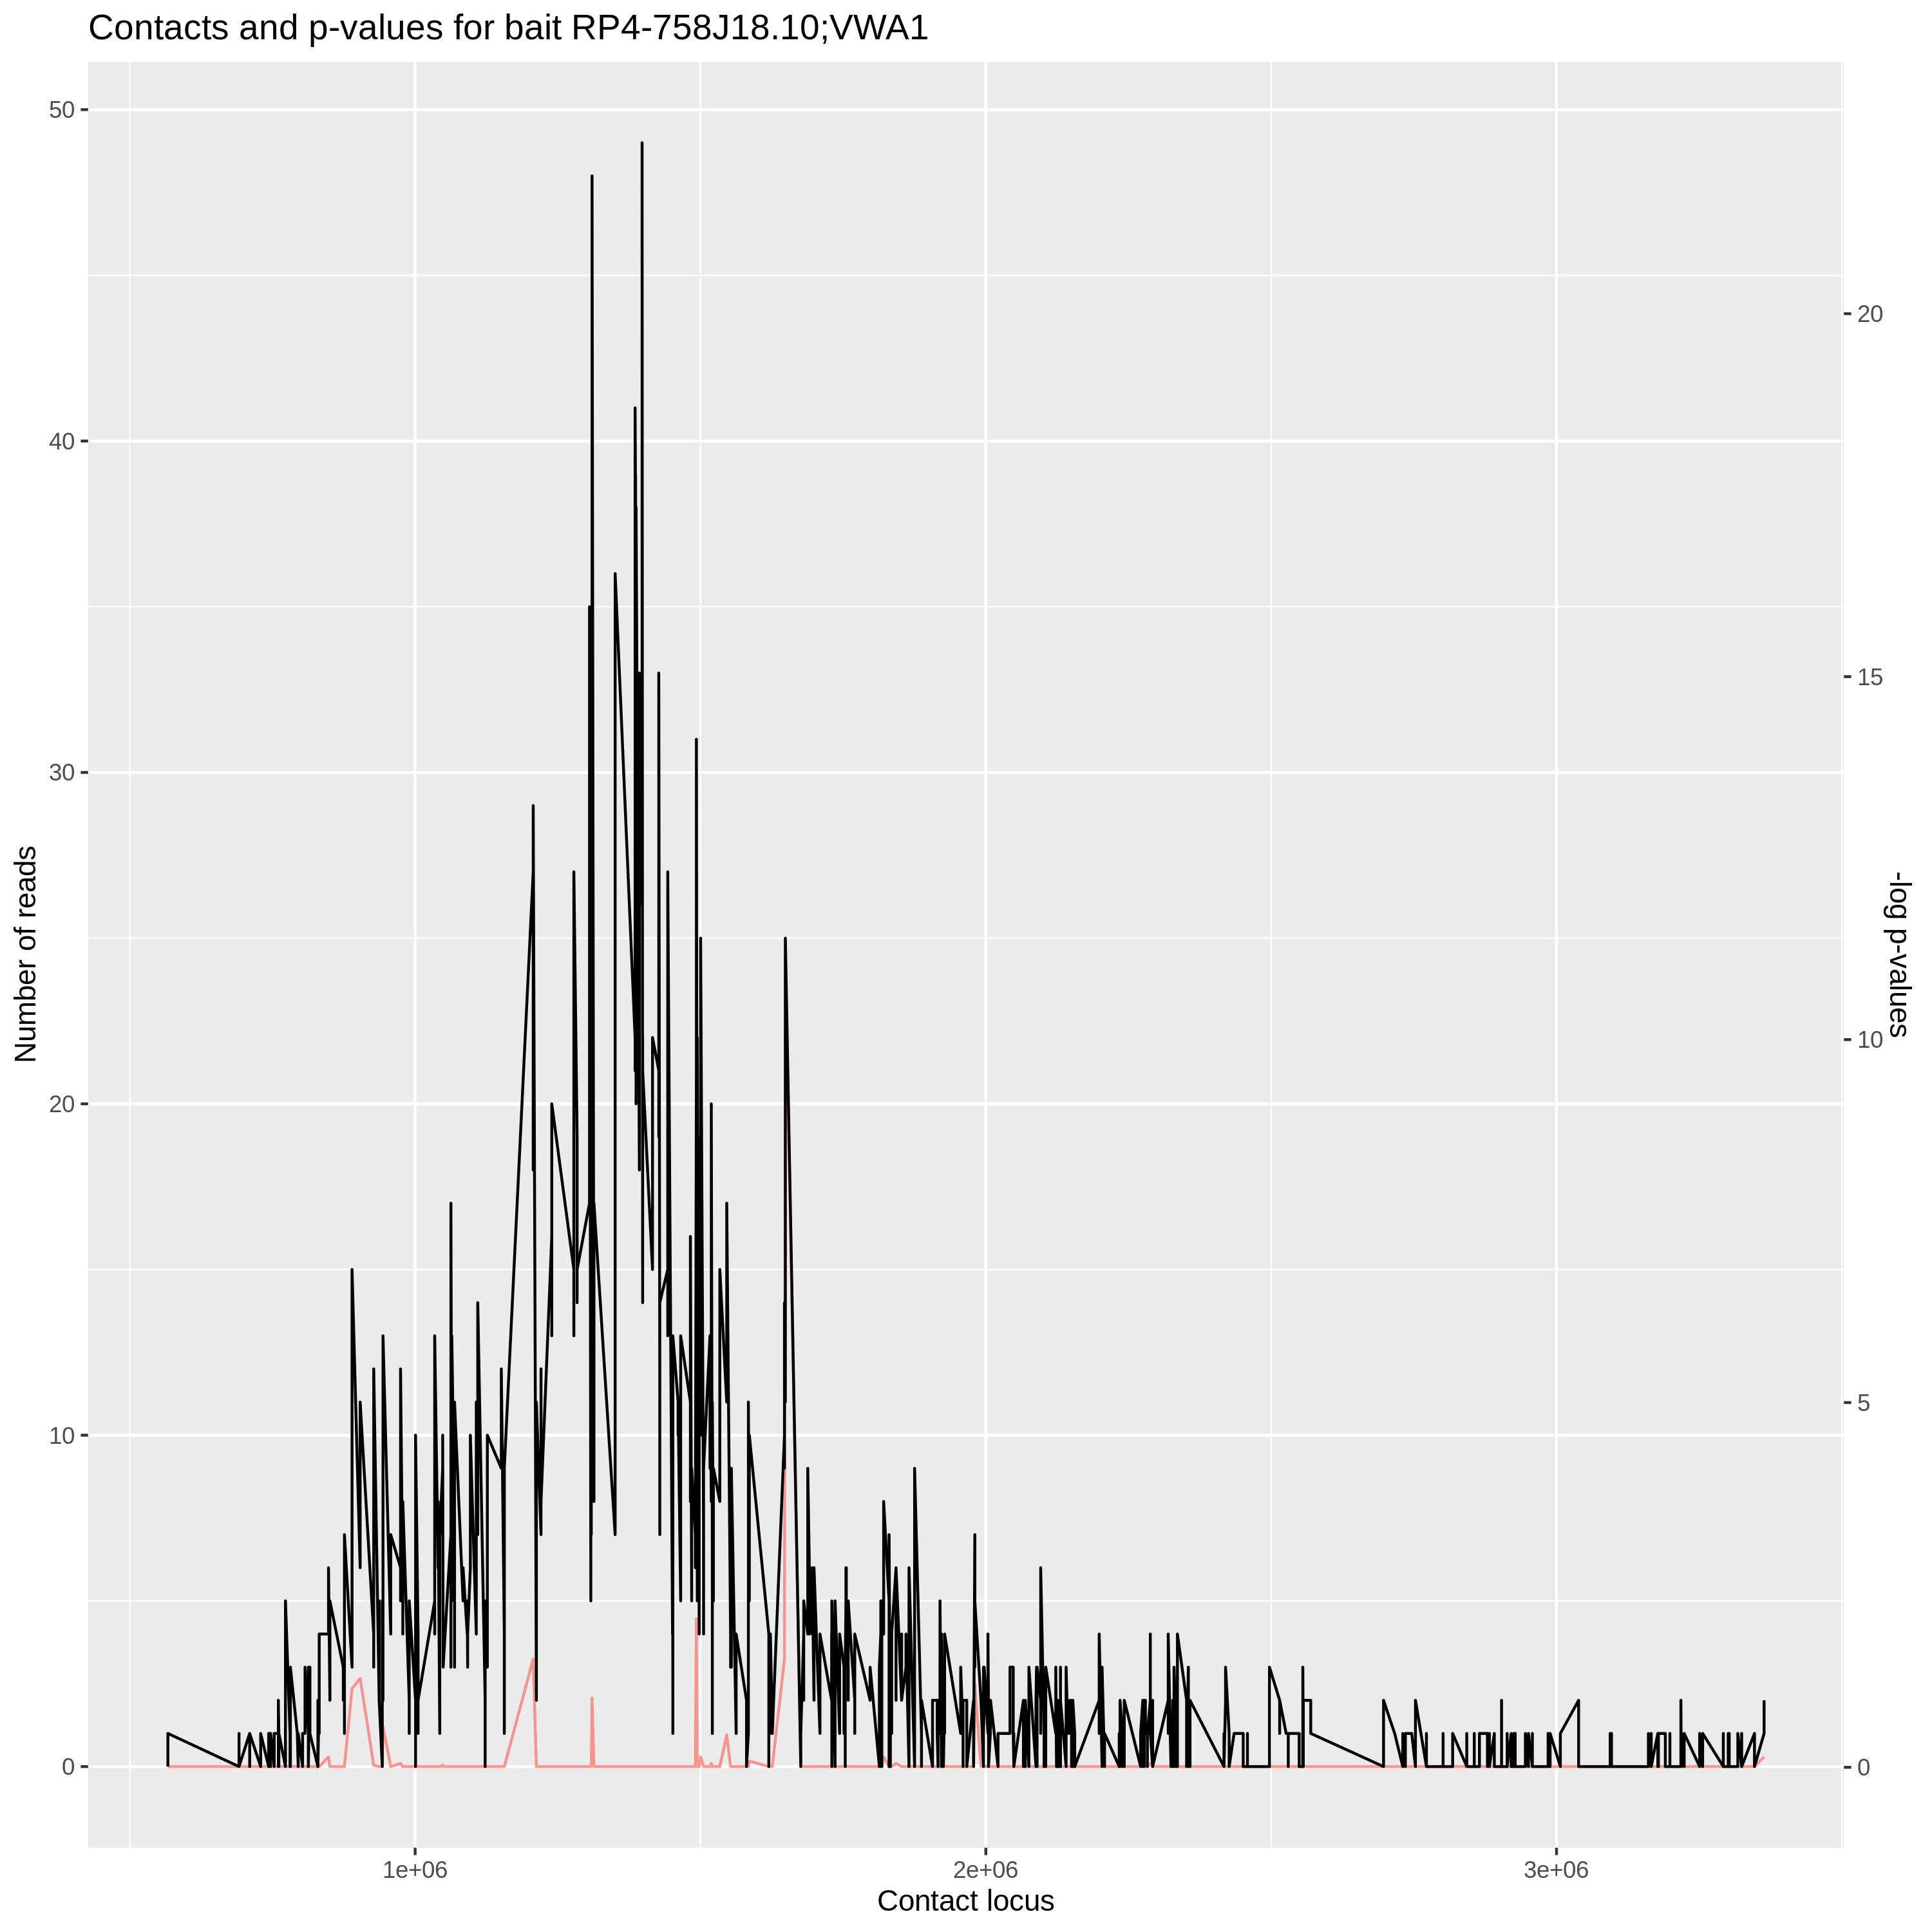 Contacts and p-values for bait RP4-758J18.10;VWA1
50
40
30
20
10
0
Number of reads
20
15
10
5
0
-log p-values
1e+06
2e+06
3e+06
Contact locus